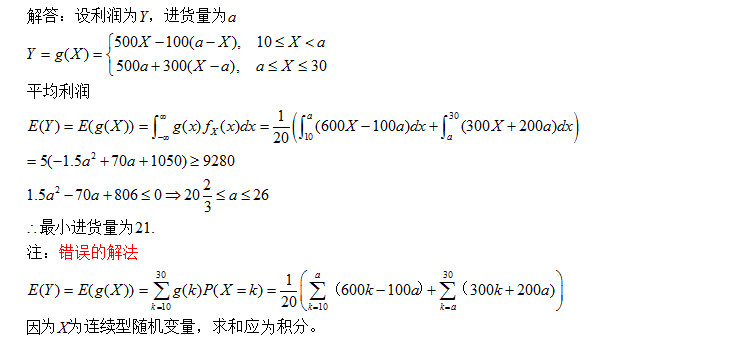 解答：设利润为Y，进货量为a
Y = g(X) = { 500X −100(a − X), 10 ≤ X < a
500a + 300(X − a), a ≤ X ≤ 30
平均利润
E(Y) = E(g(X)) = ∫_{−∞}^{∞} g(x) f_X(x)dx = 1/20 (∫_{10}^{a} (600X −100a)dx + ∫_{a}^{30} (300X + 200a)dx)
= 5(−1.5a² + 70a +1050) ≥ 9280
1.5a² − 70a + 806 ≤ 0 ⇒ 20 2/3 ≤ a ≤ 26
∴最小进货量为21.
注：错误的解法
E(Y) = E(g(X)) = ∑_{k=10}^{30} g(k)P(X = k) = 1/20 (∑_{k=10}^{a}（600k −100a）+ ∑_{k=a}^{30}（300k + 200a）)
因为X为连续型随机变量，求和应为积分。